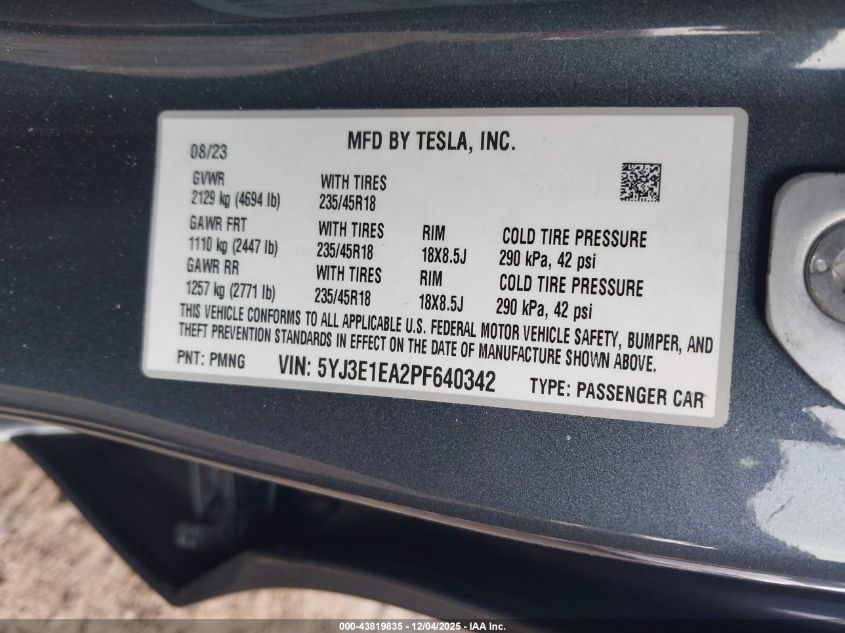 MFD BY TESLA, INC.
08/23
GVWR
2129 kg (4694 lb)
WITH TIRES
235/45R18
GAWR FRT
1110 kg (2447 lb)
WITH TIRES
235/45R18
RIM
18X8.5J
COLD TIRE PRESSURE
290 kPa, 42 psi
GAWR RR
1257 kg (2771 lb)
WITH TIRES
235/45R18
RIM
18X8.5J
COLD TIRE PRESSURE
290 kPa, 42 psi
THIS VEHICLE CONFORMS TO ALL APPLICABLE U.S. FEDERAL MOTOR VEHICLE SAFETY, BUMPER, AND
THEFT PREVENTION STANDARDS IN EFFECT ON THE DATE OF MANUFACTURE SHOWN ABOVE.
PNT: PMNG VIN: 5YJ3E1EA2PF640342 TYPE: PASSENGER CAR
000-43819835 - 12/04/2025 - IAA Inc.